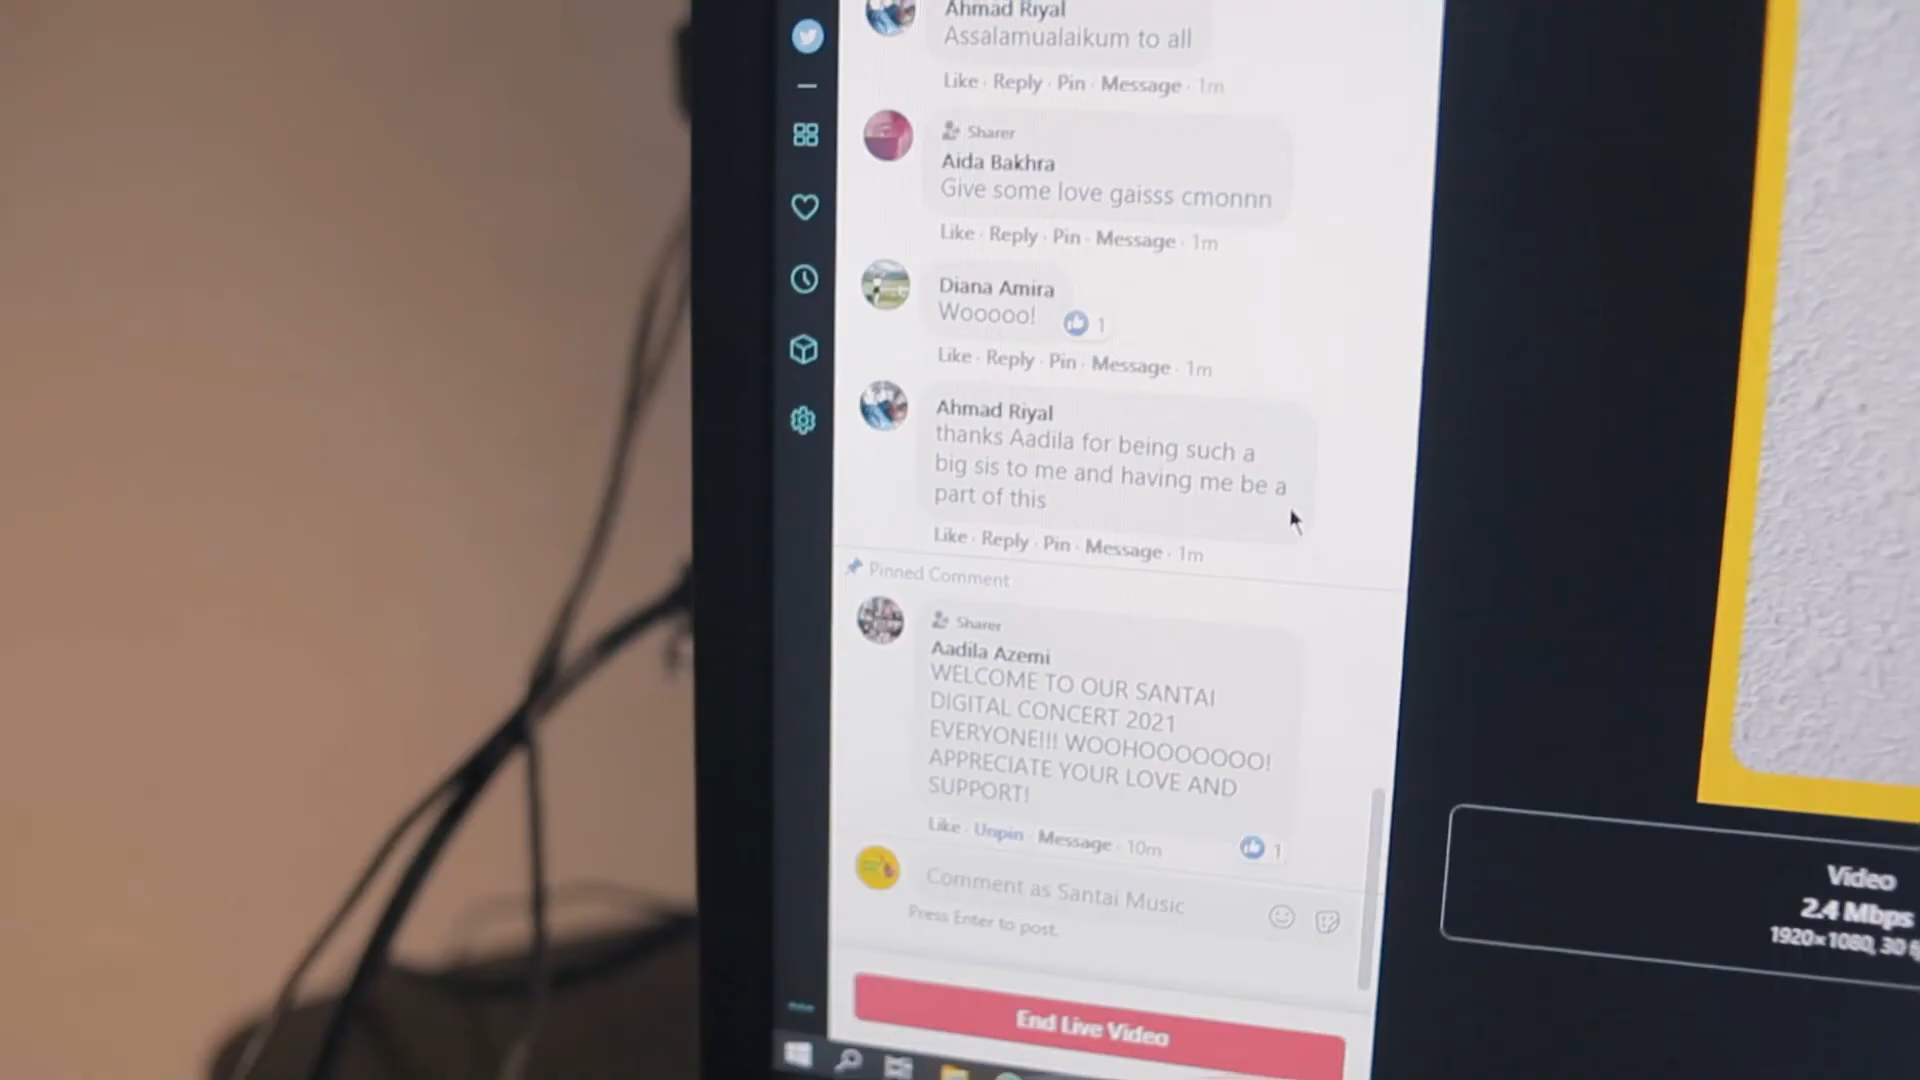 Ahmad Riyal
Assalamualaikum to all
Like · Reply · Pin · Message · 1m
Sharer
Aida Bakhra
Give some love gaisss cmonnn
Like · Reply · Pin · Message · 1m
Diana Amira
Wooooo!
1
Like · Reply · Pin · Message · 1m
Ahmad Riyal
thanks Aadila for being such a
big sis to me and having me be a
part of this
Like · Reply · Pin · Message · 1m
Pinned Comment
Sharer
Aadila Azemi
WELCOME TO OUR SANTAI
DIGITAL CONCERT 2021
EVERYONE!!! WOOHOOOOOOO!
APPRECIATE YOUR LOVE AND
SUPPORT!
Like · Unpin · Message · 10m
1
Comment as Santai Music
Press Enter to post.
End Live Video
Video
2.4 Mbps
1920×1080, 30